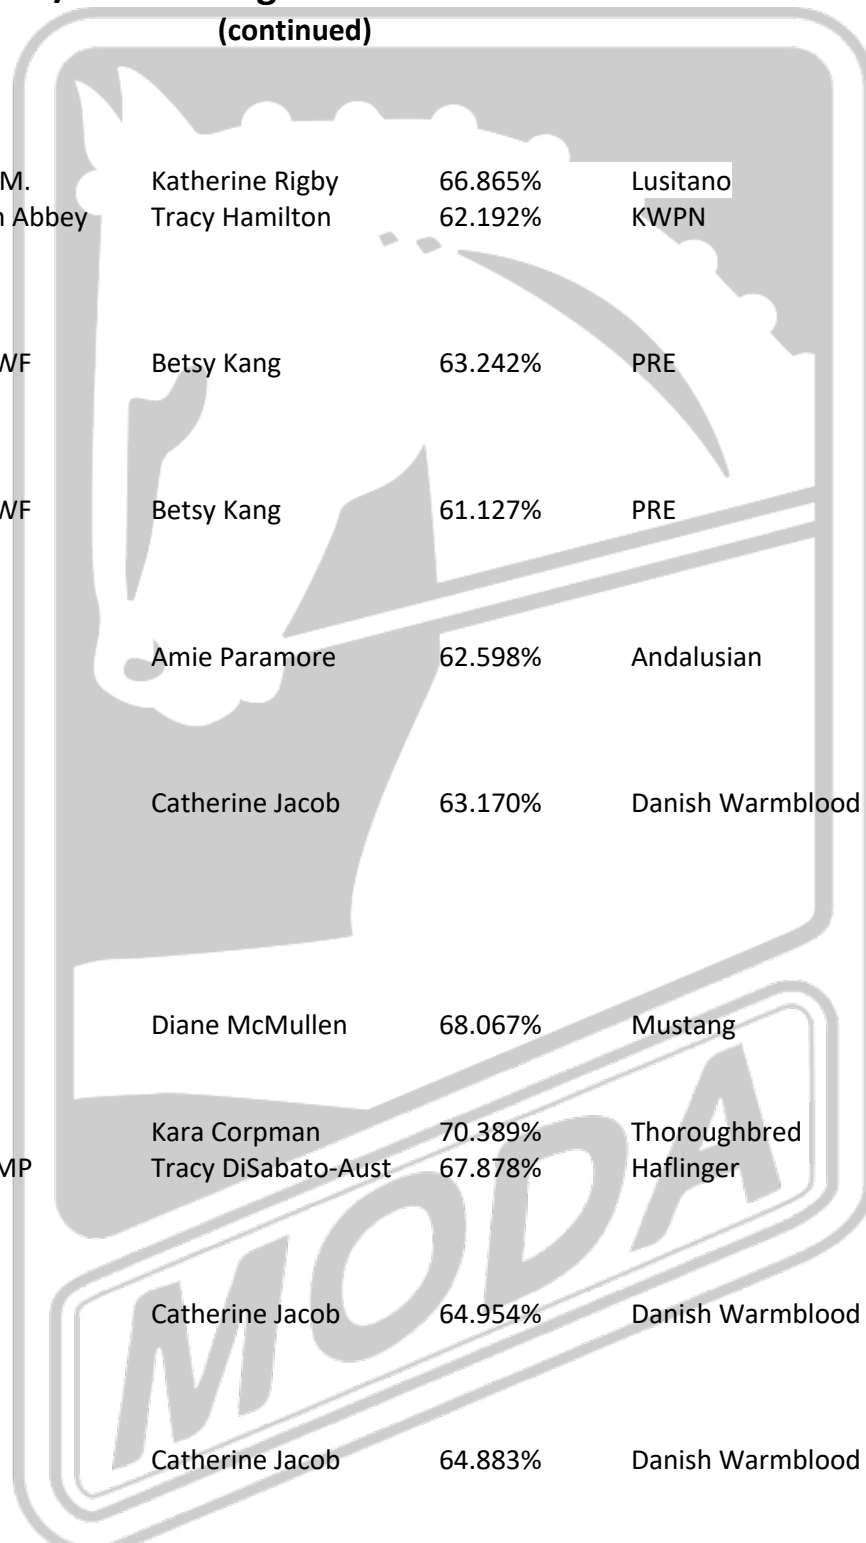 (continued)
M. Katherine Rigby 66.865% Lusitano
Abbey Tracy Hamilton 62.192% KWPN
WF Betsy Kang 63.242% PRE
WF Betsy Kang 61.127% PRE
Amie Paramore 62.598% Andalusian
Catherine Jacob 63.170% Danish Warmblood
Diane McMullen 68.067% Mustang
Kara Corpman 70.389% Thoroughbred
MP Tracy DiSabato-Aust 67.878% Haflinger
Catherine Jacob 64.954% Danish Warmblood
MODA
Catherine Jacob 64.883% Danish Warmblood